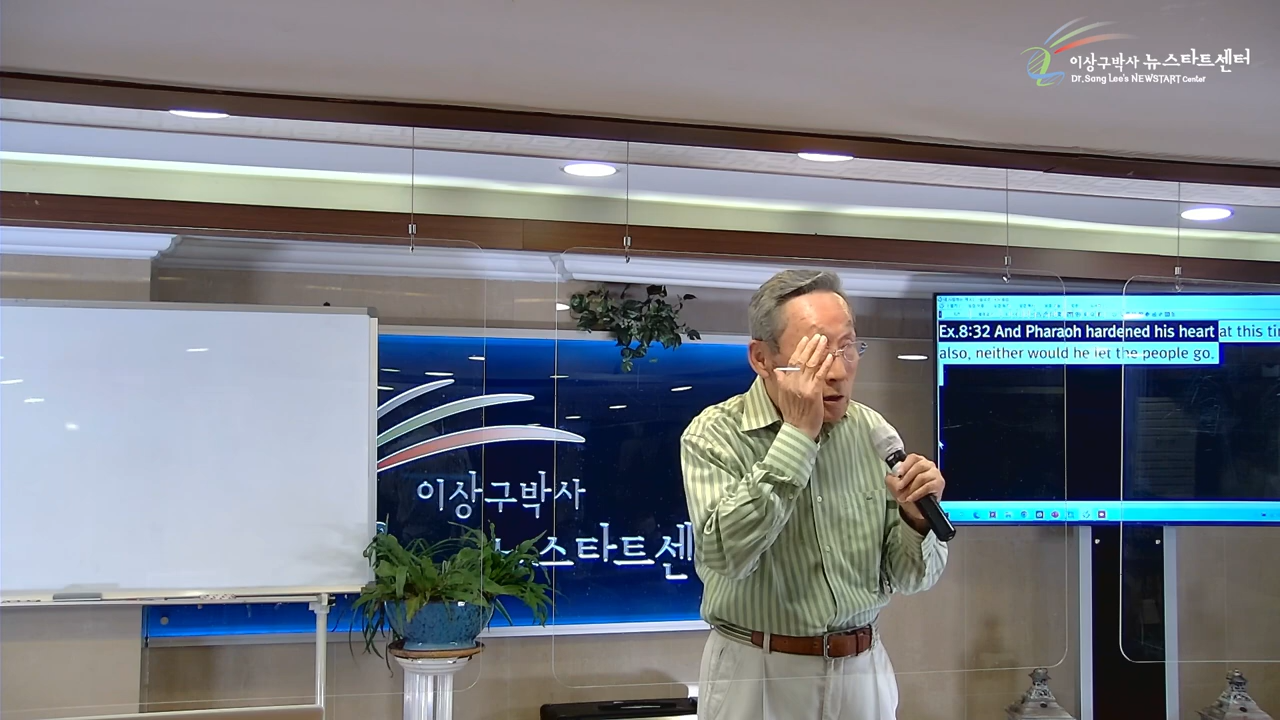 이상구박사 뉴스타트센터
Dr. Sang Lee's NEWSTART Center
Ex.8:32 And Pharaoh hardened his heart at this
also, neither would he let the people go.
이상구박사
뉴스타트센